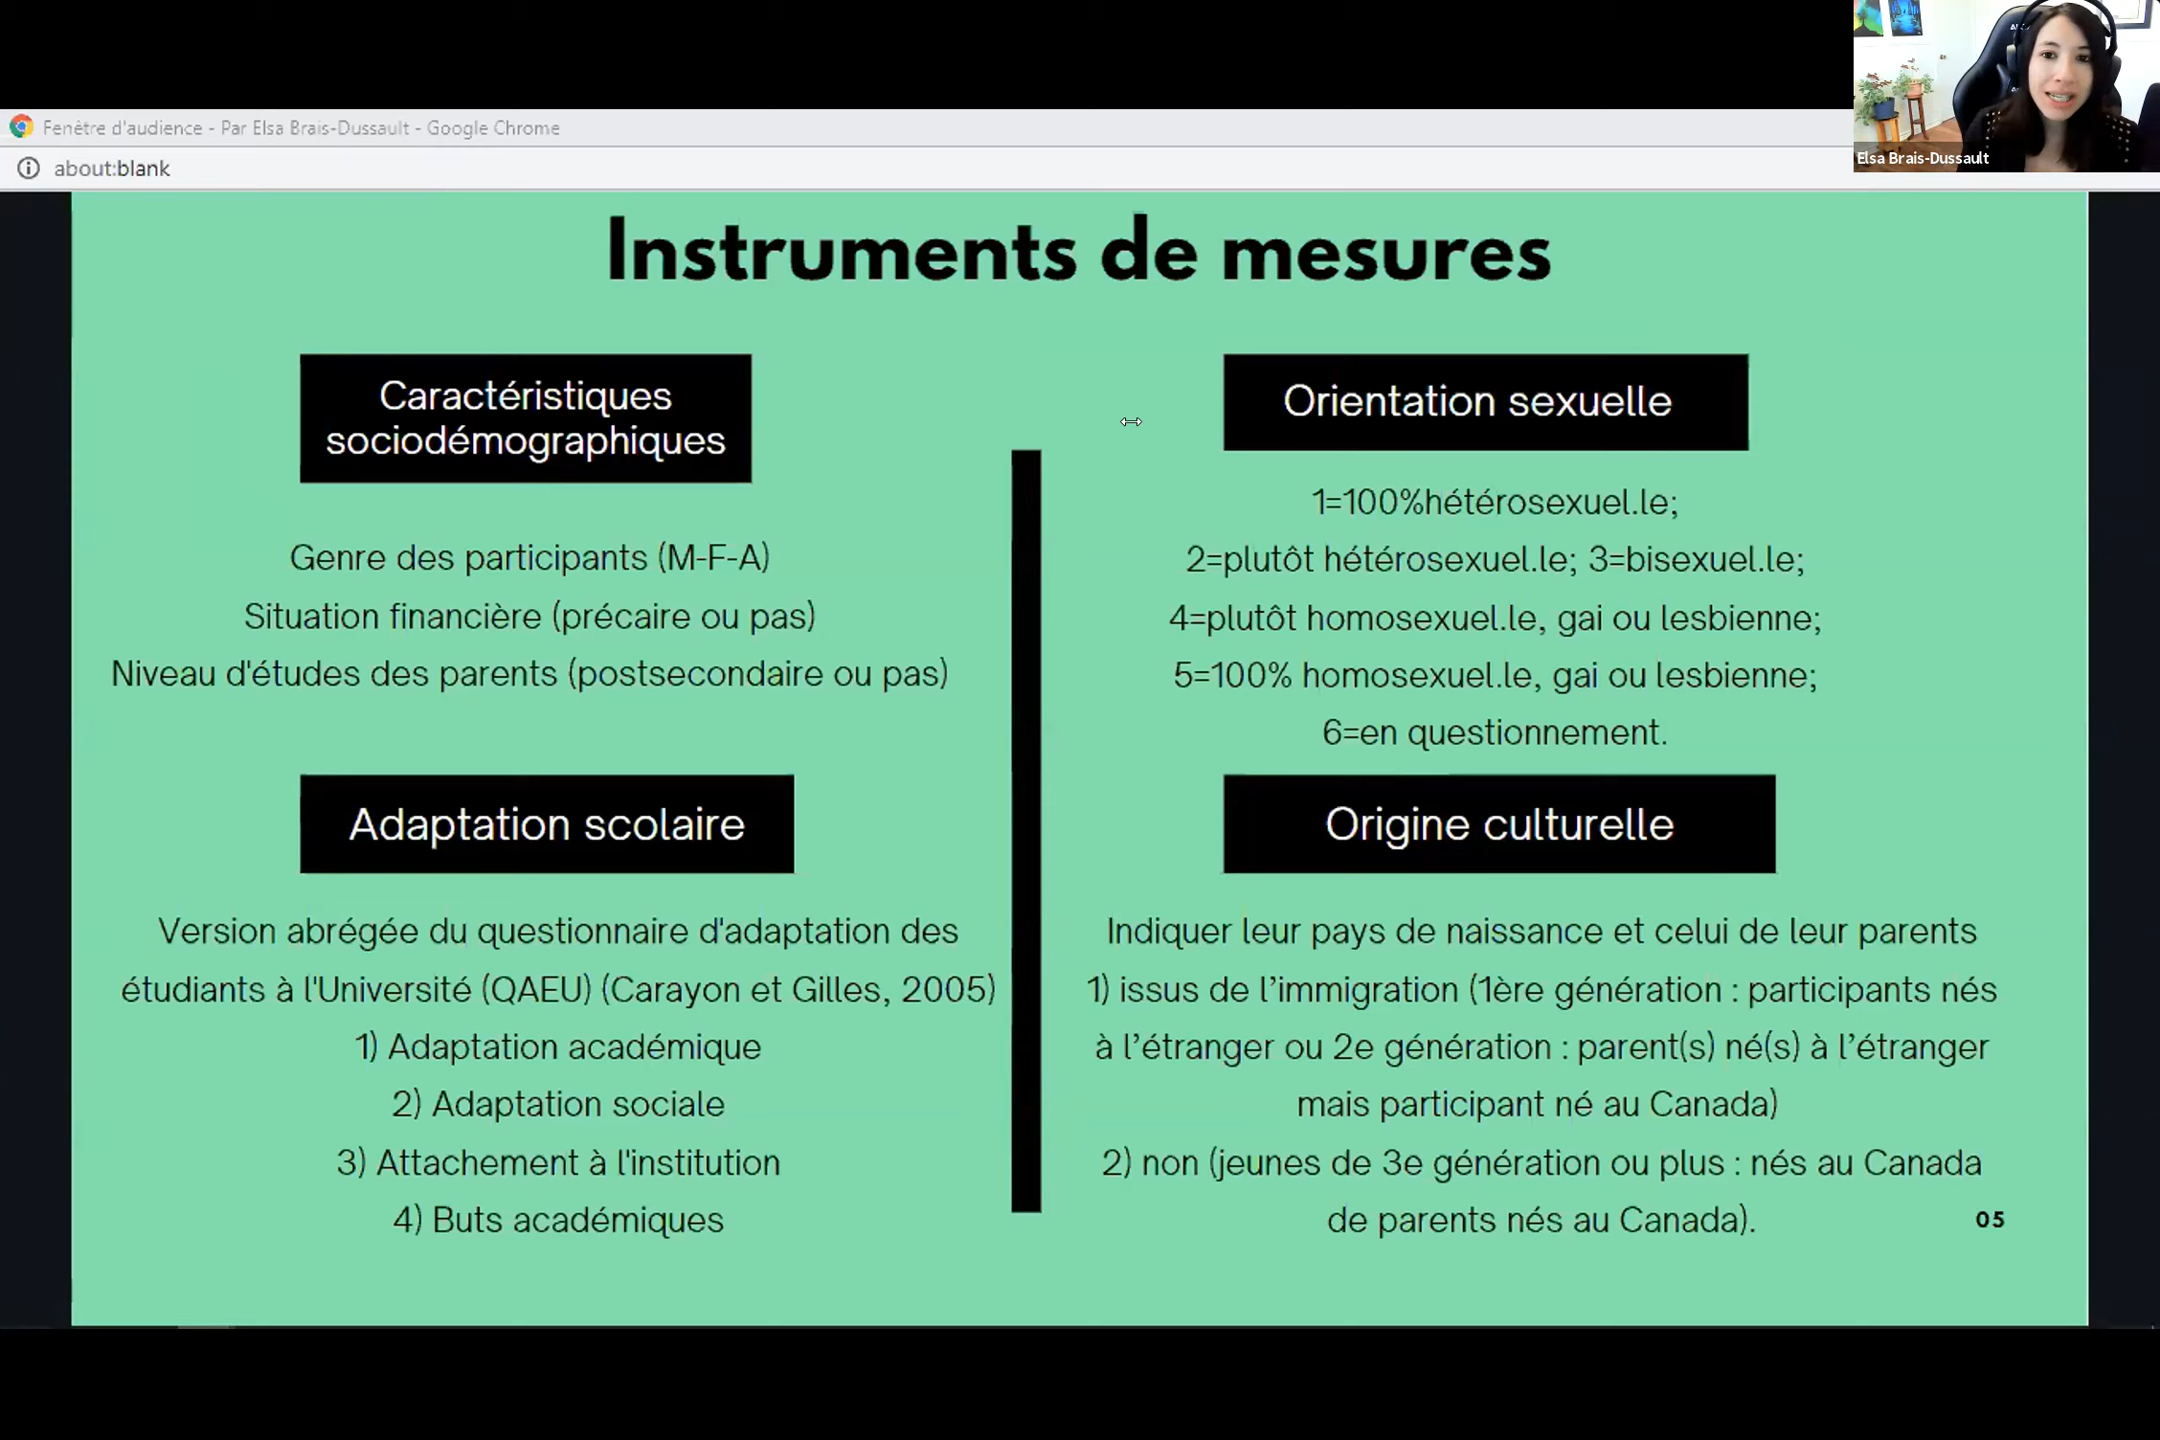 Fenêtre d'audience - Par Elsa Brais-Dussault - Google Chrome
about:blank
Elsa Brais-Dussault
Instruments de mesures
Caractéristiques
sociodémographiques
Genre des participants (M-F-A)
Situation financière (précaire ou pas)
Niveau d'études des parents (postsecondaire ou pas)
Adaptation scolaire
Version abrégée du questionnaire d'adaptation des
étudiants à l'Université (QAEU) (Carayon et Gilles, 2005)
1) Adaptation académique
2) Adaptation sociale
3) Attachement à l'institution
4) Buts académiques
Orientation sexuelle
1=100%hétérosexuel.le;
2=plutôt hétérosexuel.le; 3=bisexuel.le;
4=plutôt homosexuel.le, gai ou lesbienne;
5=100% homosexuel.le, gai ou lesbienne;
6=en questionnement.
Origine culturelle
Indiquer leur pays de naissance et celui de leur parents
1) issus de l’immigration (1ère génération : participants nés
à l’étranger ou 2e génération : parent(s) né(s) à l’étranger
mais participant né au Canada)
2) non (jeunes de 3e génération ou plus : nés au Canada
de parents nés au Canada).
05